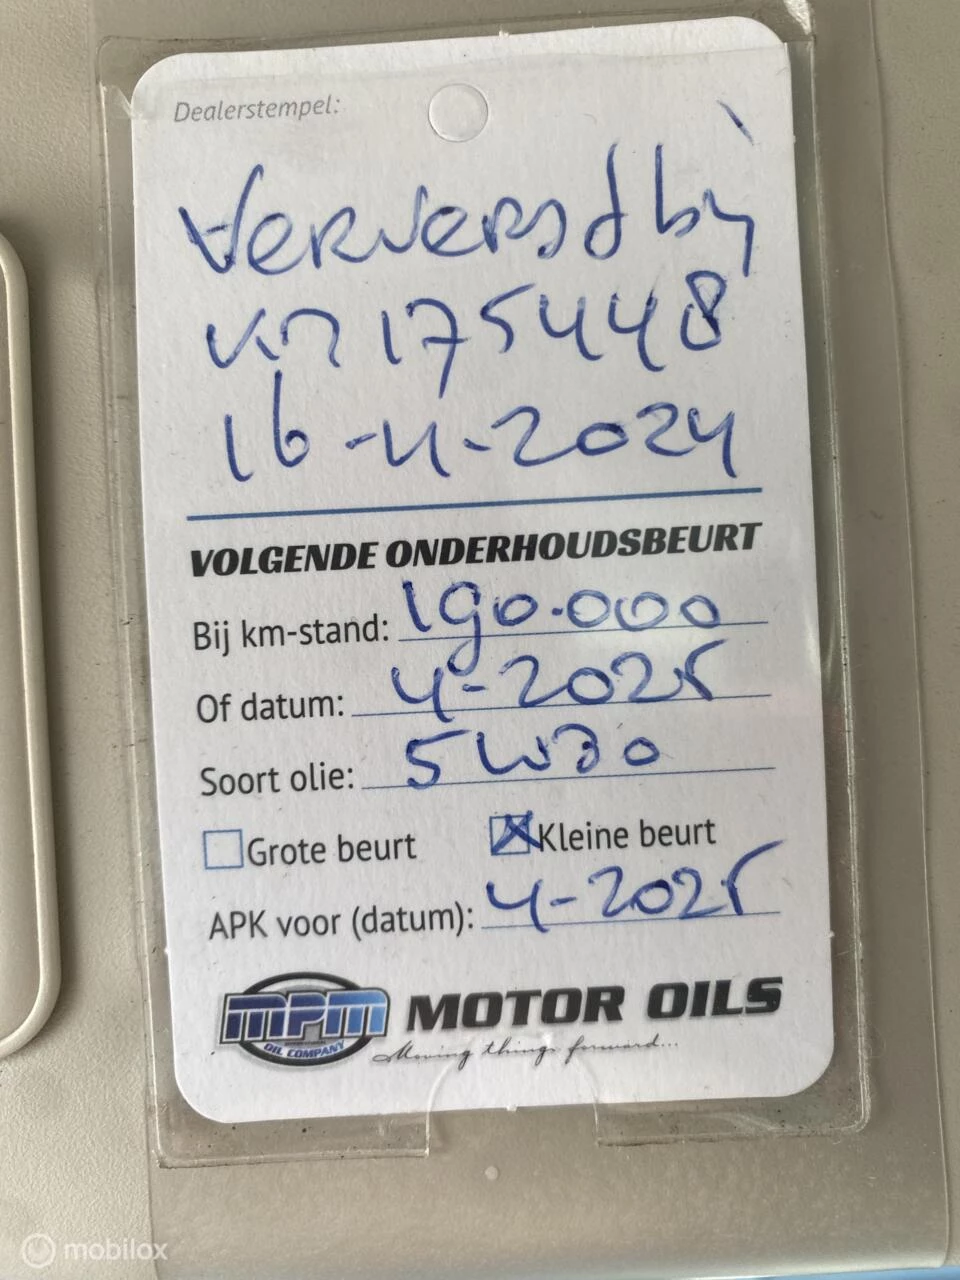 Dealerstempel:
Ververst bij
km 175448
16-4-2024
VOLGENDE ONDERHOUDSBEURT
Bij km-stand: 190.000
Of datum: 4-2025
Soort olie: 5W30
Grote beurt Kleine beurt
APK voor (datum): 4-2025
MPM MOTOR OILS
OIL COMPANY
Moving things forward...
mobilox